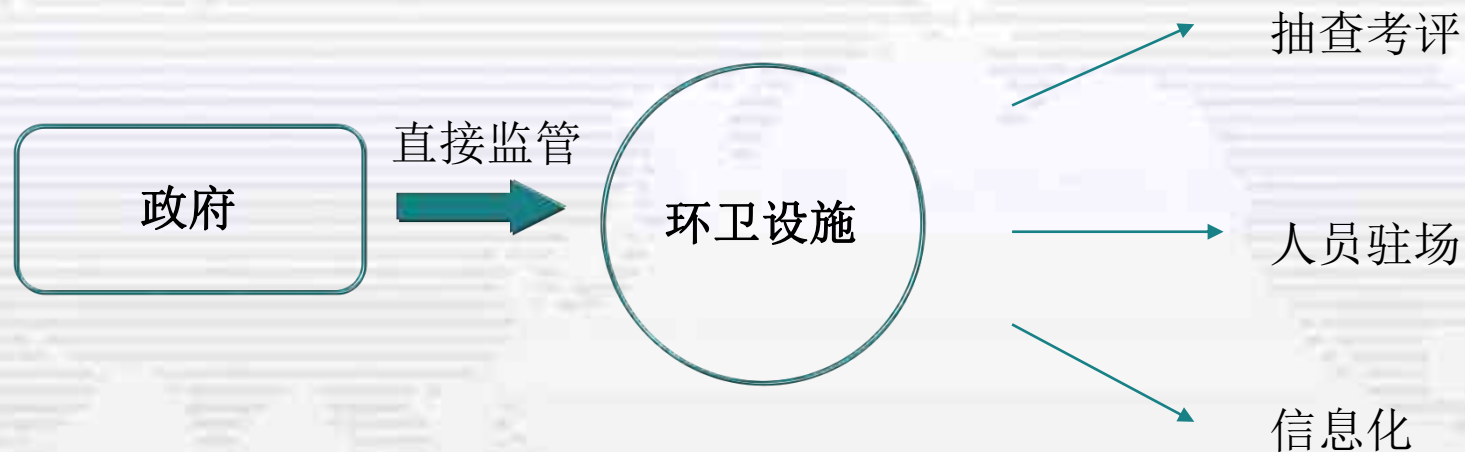 抽查考评
直接监管
政府
环卫设施
人员驻场
信息化